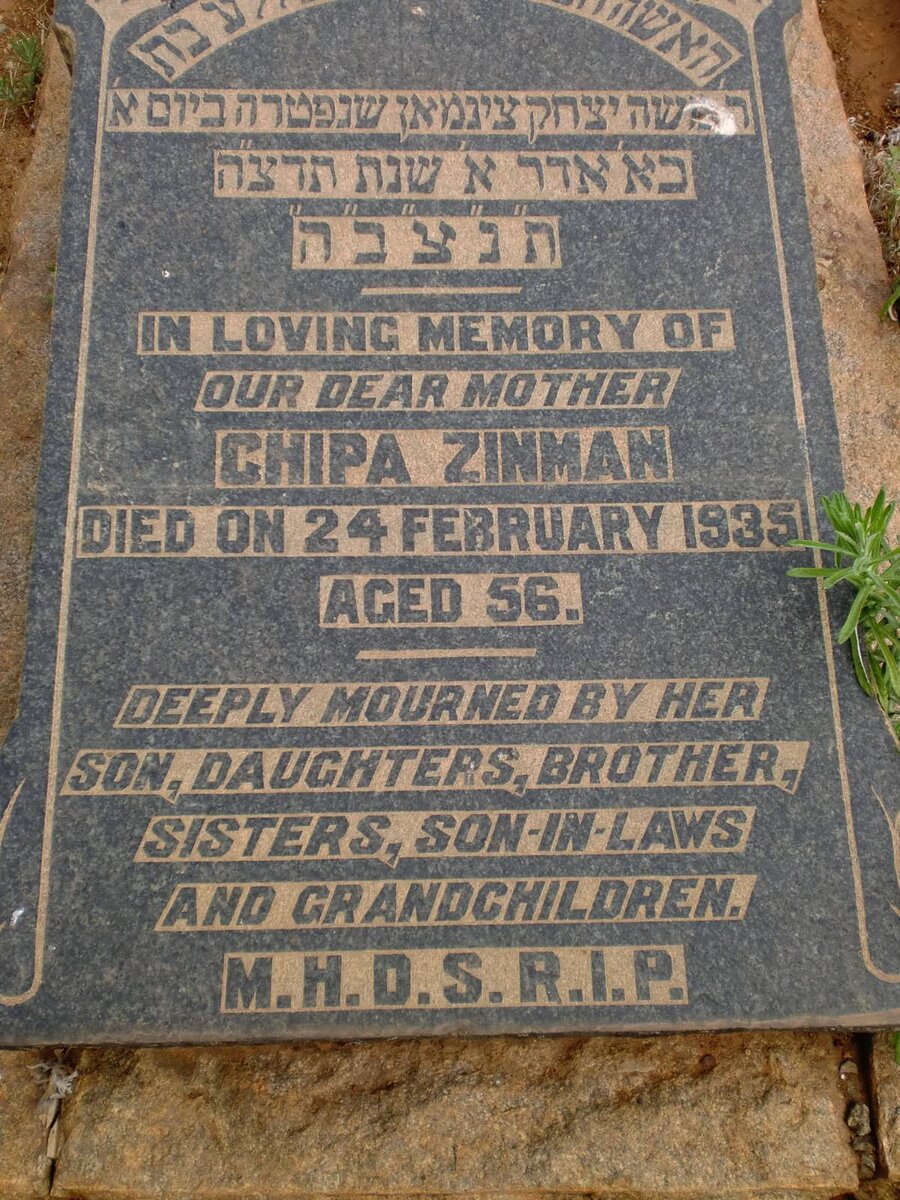 האשה
ר' משה יצחק צינמאן שנפטרה ביום א'
כא' אדר א' שנת תרצ"ה
ת" נ" צ" ב" ה"
IN LOVING MEMORY OF
OUR DEAR MOTHER
CHIPA ZINMAN
DIED ON 24 FEBRUARY 1935
AGED 56.
DEEPLY MOURNED BY HER
SON, DAUGHTERS, BROTHER,
SISTERS, SON-IN-LAWS
AND GRANDCHILDREN.
M.H.D.S.R.I.P.